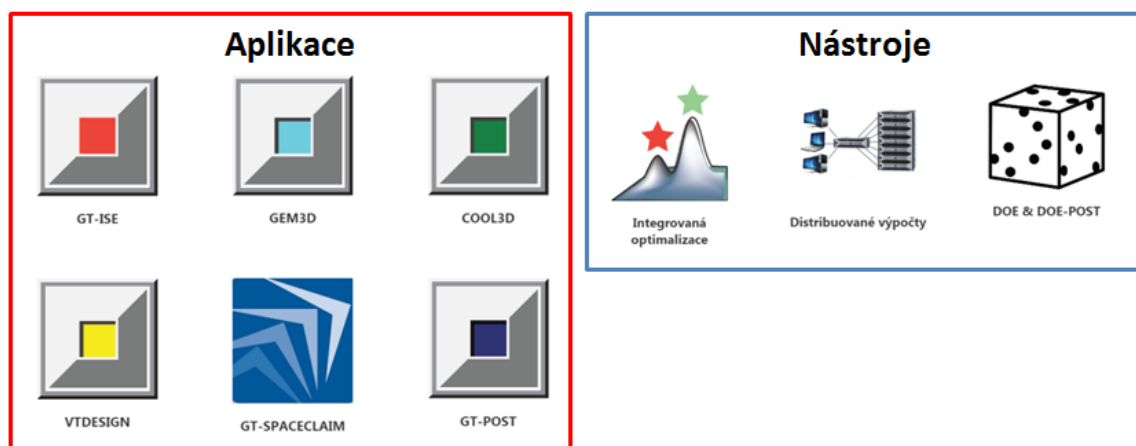 Aplikace
GT-ISE
GEM3D
COOL3D
VTDESIGN
GT-SPACECLAIM
GT-POST
Nástroje
Integrovaná
optimalizace
Distribuované výpočty
DOE & DOE-POST